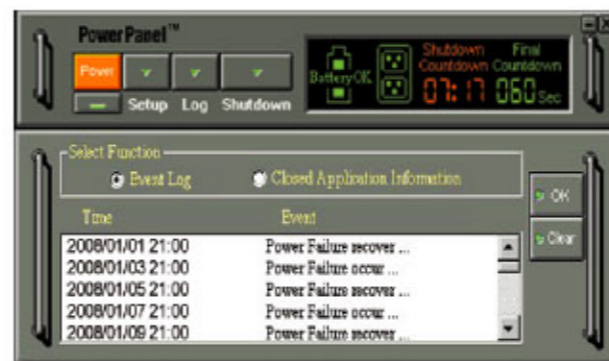 PowerPanel™
Power
Setup Log Shutdown
BatteryOK
Shutdown Countdown
07:17
Final Countdown
060 Sec
Select Function
Event Log
Closed Application Information
OK
Clear
Time Event
2008/01/01 21:00 Power Failure recover ...
2008/01/03 21:00 Power Failure occur ...
2008/01/05 21:00 Power Failure recover ...
2008/01/07 21:00 Power Failure occur ...
2008/01/09 21:00 Power Failure recover ...